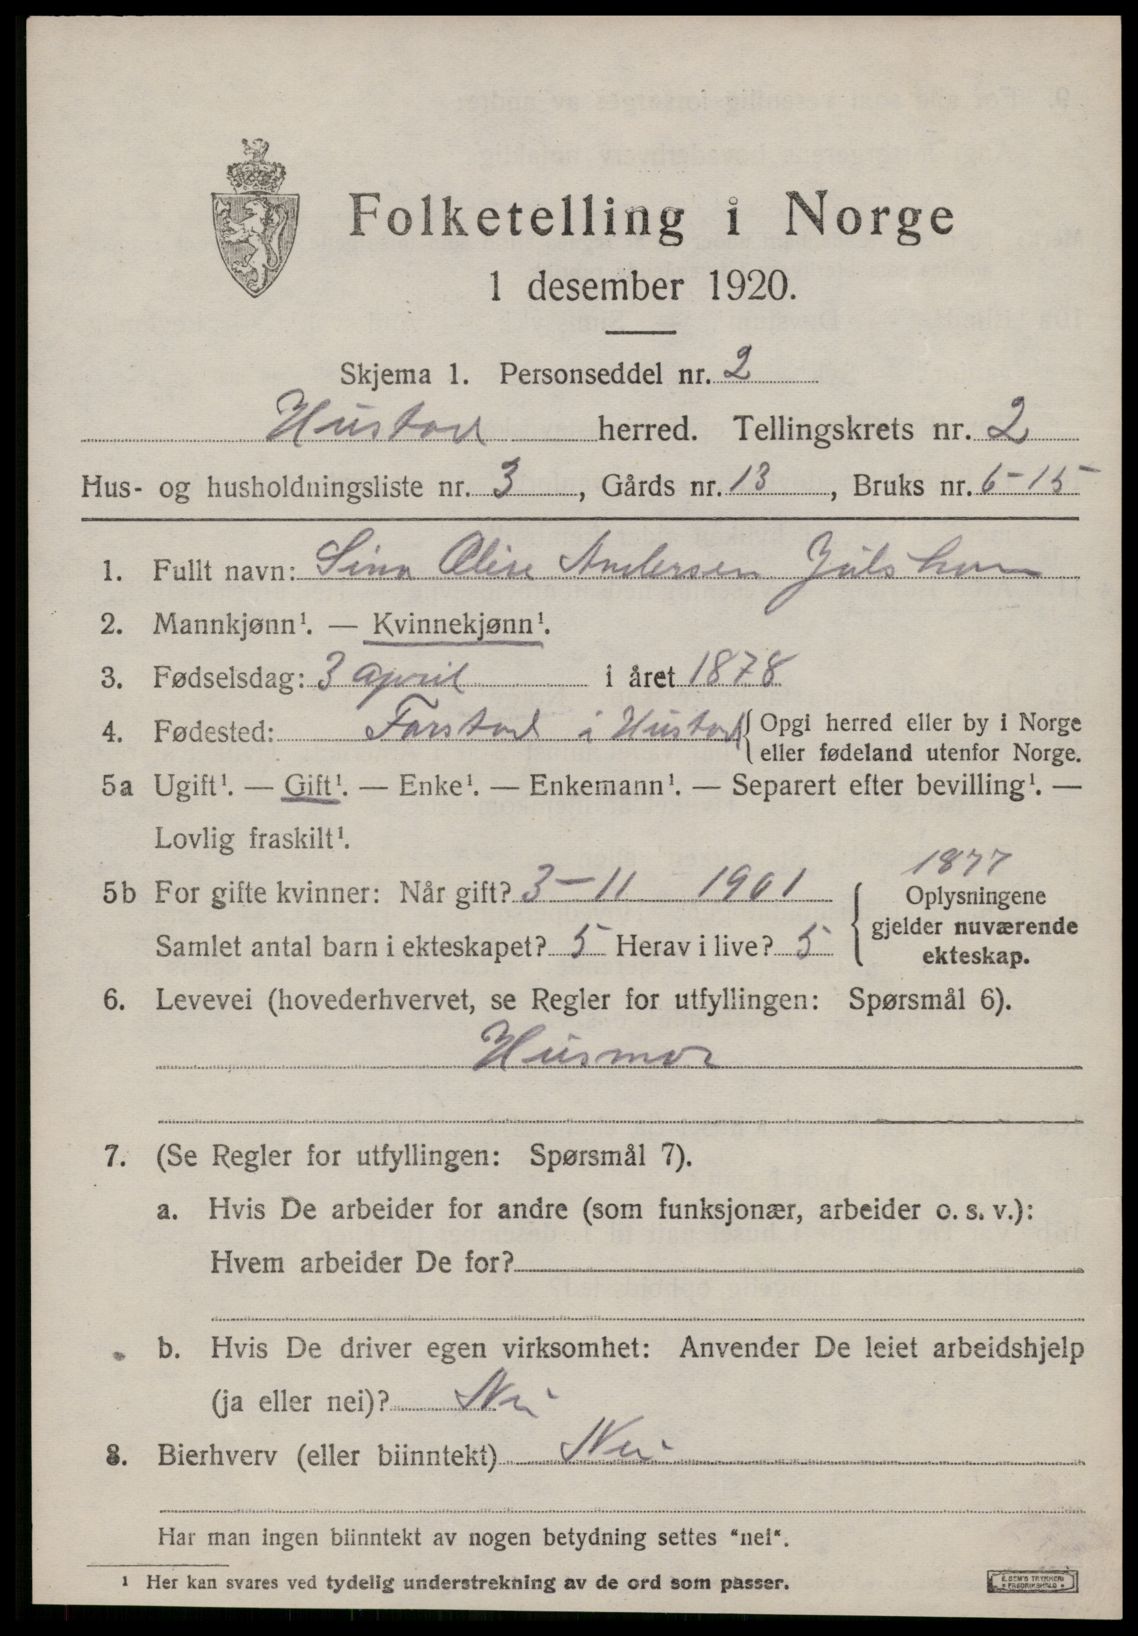 Folketelling i Norge
1 desember 1920.
Skjema 1. Personseddel nr. 2
Hustad herred. Tellingskrets nr. 2
Hus- og husholdningsliste nr. 3, Gårds nr. 13, Bruks nr. 6-15
1. Fullt navn: Sina Andersen
2. Mannkjønn¹. — Kvinnekjønn¹.
3. Fødselsdag: 3 april i året 1878
4. Fødested: Farstad i Hustad { Opgi herred eller by i Norge
eller fødeland utenfor Norge.
5a Ugift¹. — Gift¹. — Enke¹. — Enkemann¹. — Separert efter bevilling¹. —
Lovlig fraskilt¹.
1877
5b For gifte kvinner: Når gift? 3-11 1901 { Oplysningene
gjelder nuværende
Samlet antal barn i ekteskapet? 5 Herav i live? 5 ekteskap.
6. Levevei (hovederhvervet, se Regler for utfyllingen: Spørsmål 6).
Husmor
7. (Se Regler for utfyllingen: Spørsmål 7).
a. Hvis De arbeider for andre (som funksjonær, arbeider o. s. v.):
Hvem arbeider De for?
b. Hvis De driver egen virksomhet: Anvender De leiet arbeidshjelp
(ja eller nei)? Nei
8. Bierhverv (eller biinntekt) Nei
Har man ingen biinntekt av nogen betydning settes "nei".
¹ Her kan svares ved tydelig understrekning av de ord som passer.
E. SEM'S TRYKKERI
FREDRIKSHALD